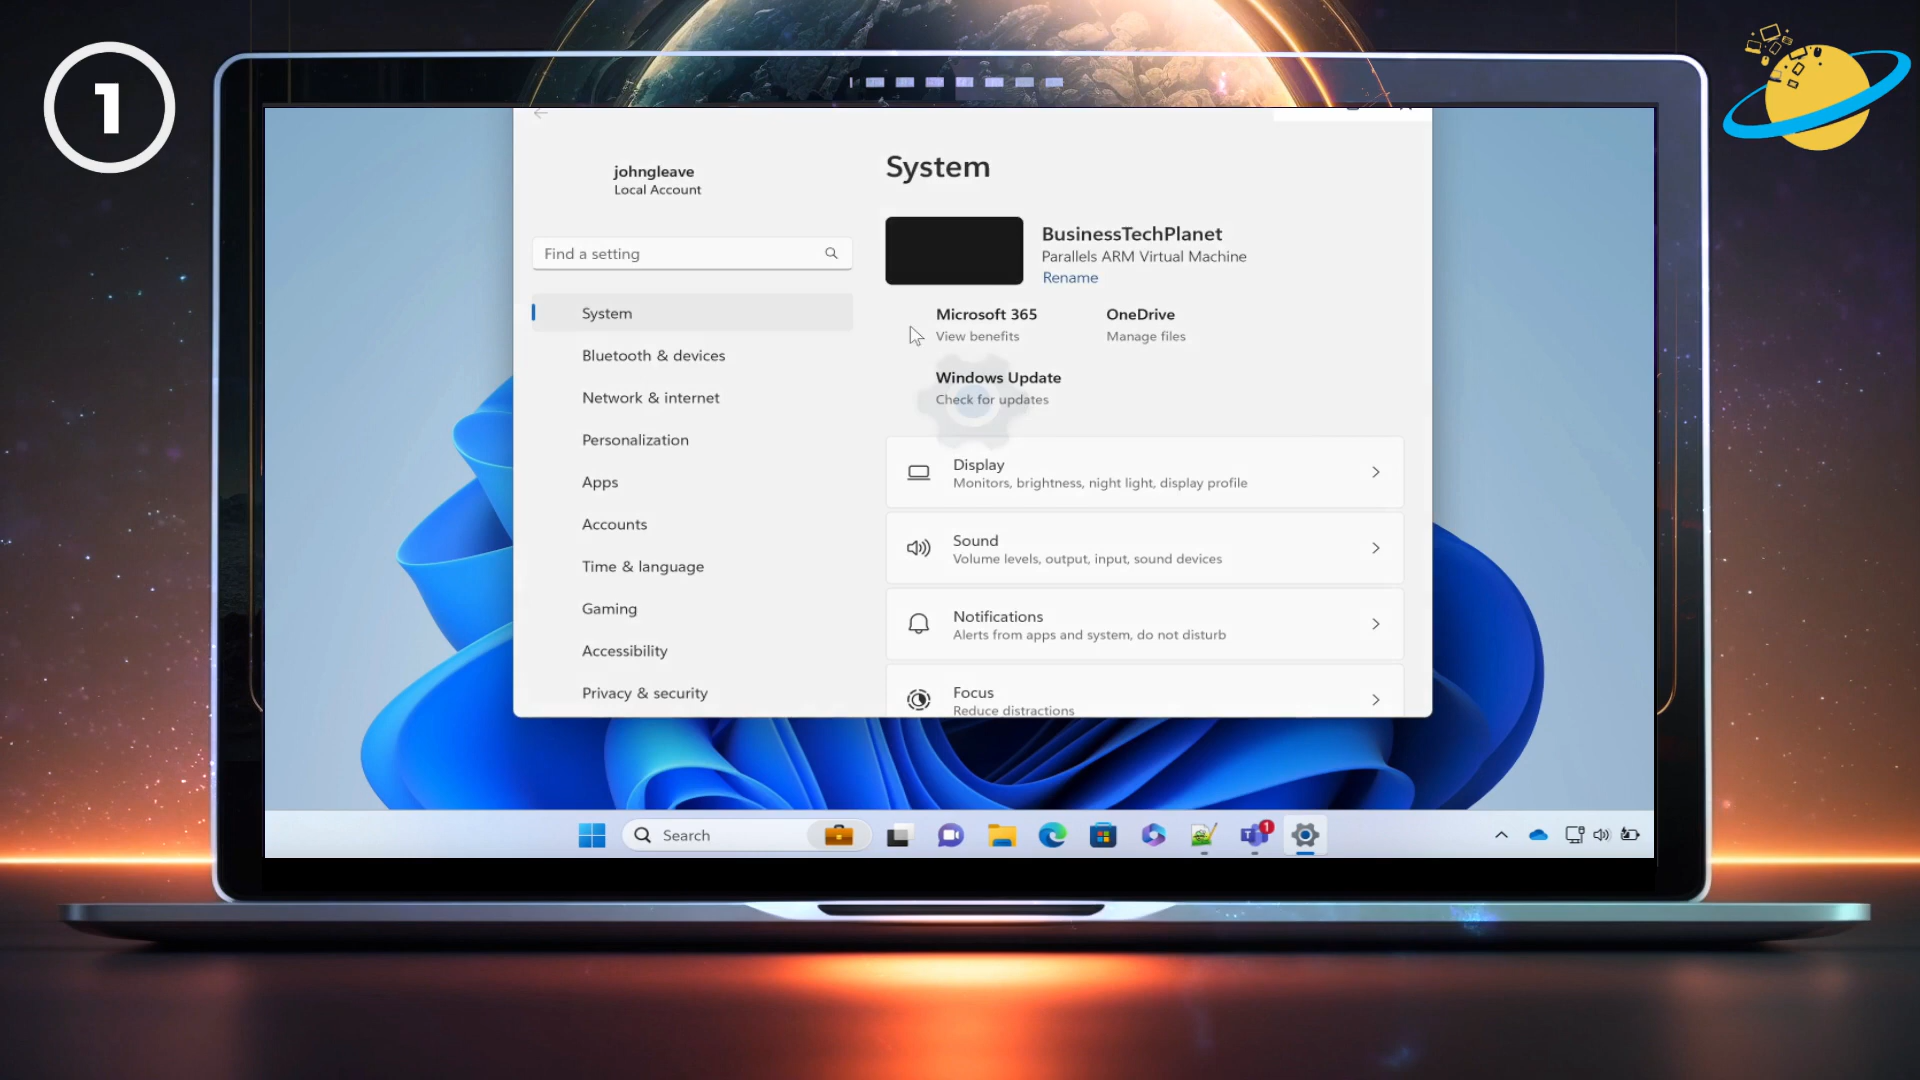 1
johngleave
Local Account
Find a setting
System
Bluetooth & devices
Network & internet
Personalization
Apps
Accounts
Time & language
Gaming
Accessibility
Privacy & security
System
BusinessTechPlanet
Parallels ARM Virtual Machine
Rename
Microsoft 365
View benefits
OneDrive
Manage files
Windows Update
Check for updates
Display
Monitors, brightness, night light, display profile
Sound
Volume levels, output, input, sound devices
Notifications
Alerts from apps and system, do not disturb
Focus
Reduce distractions
Search
T
1